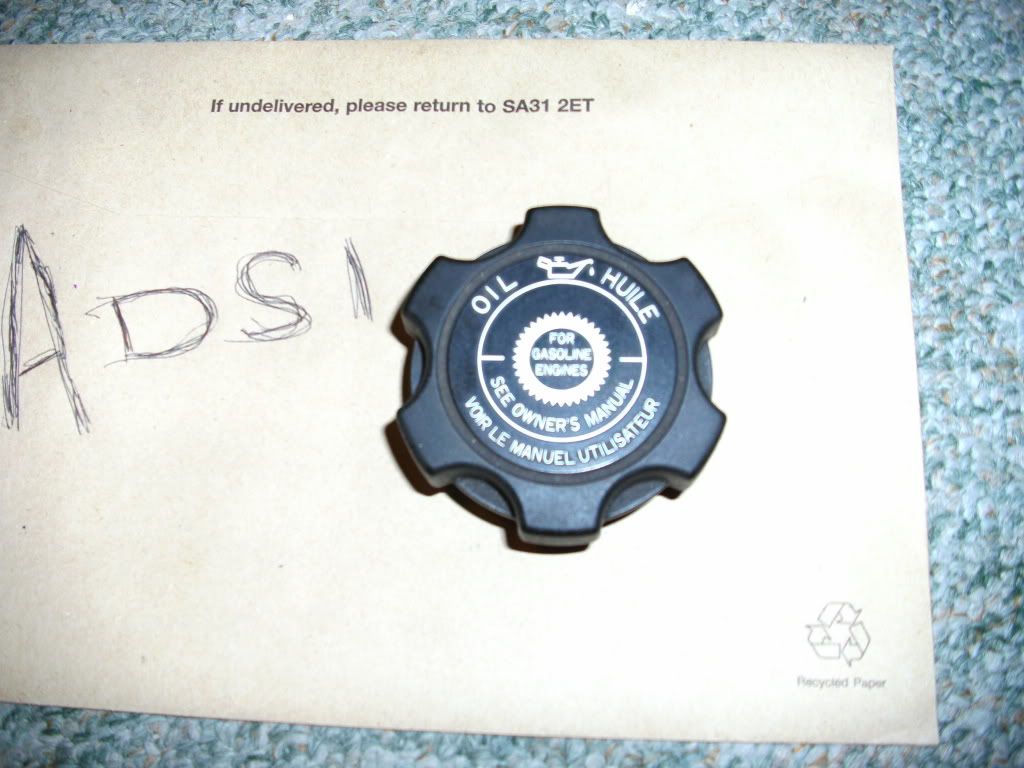 If undelivered, please return to SA31 2ET
ADSI
OIL HUILE
FOR
GASOLINE
ENGINES
SEE OWNER'S MANUAL
VOIR LE MANUEL UTILISATEUR
Recycled Paper